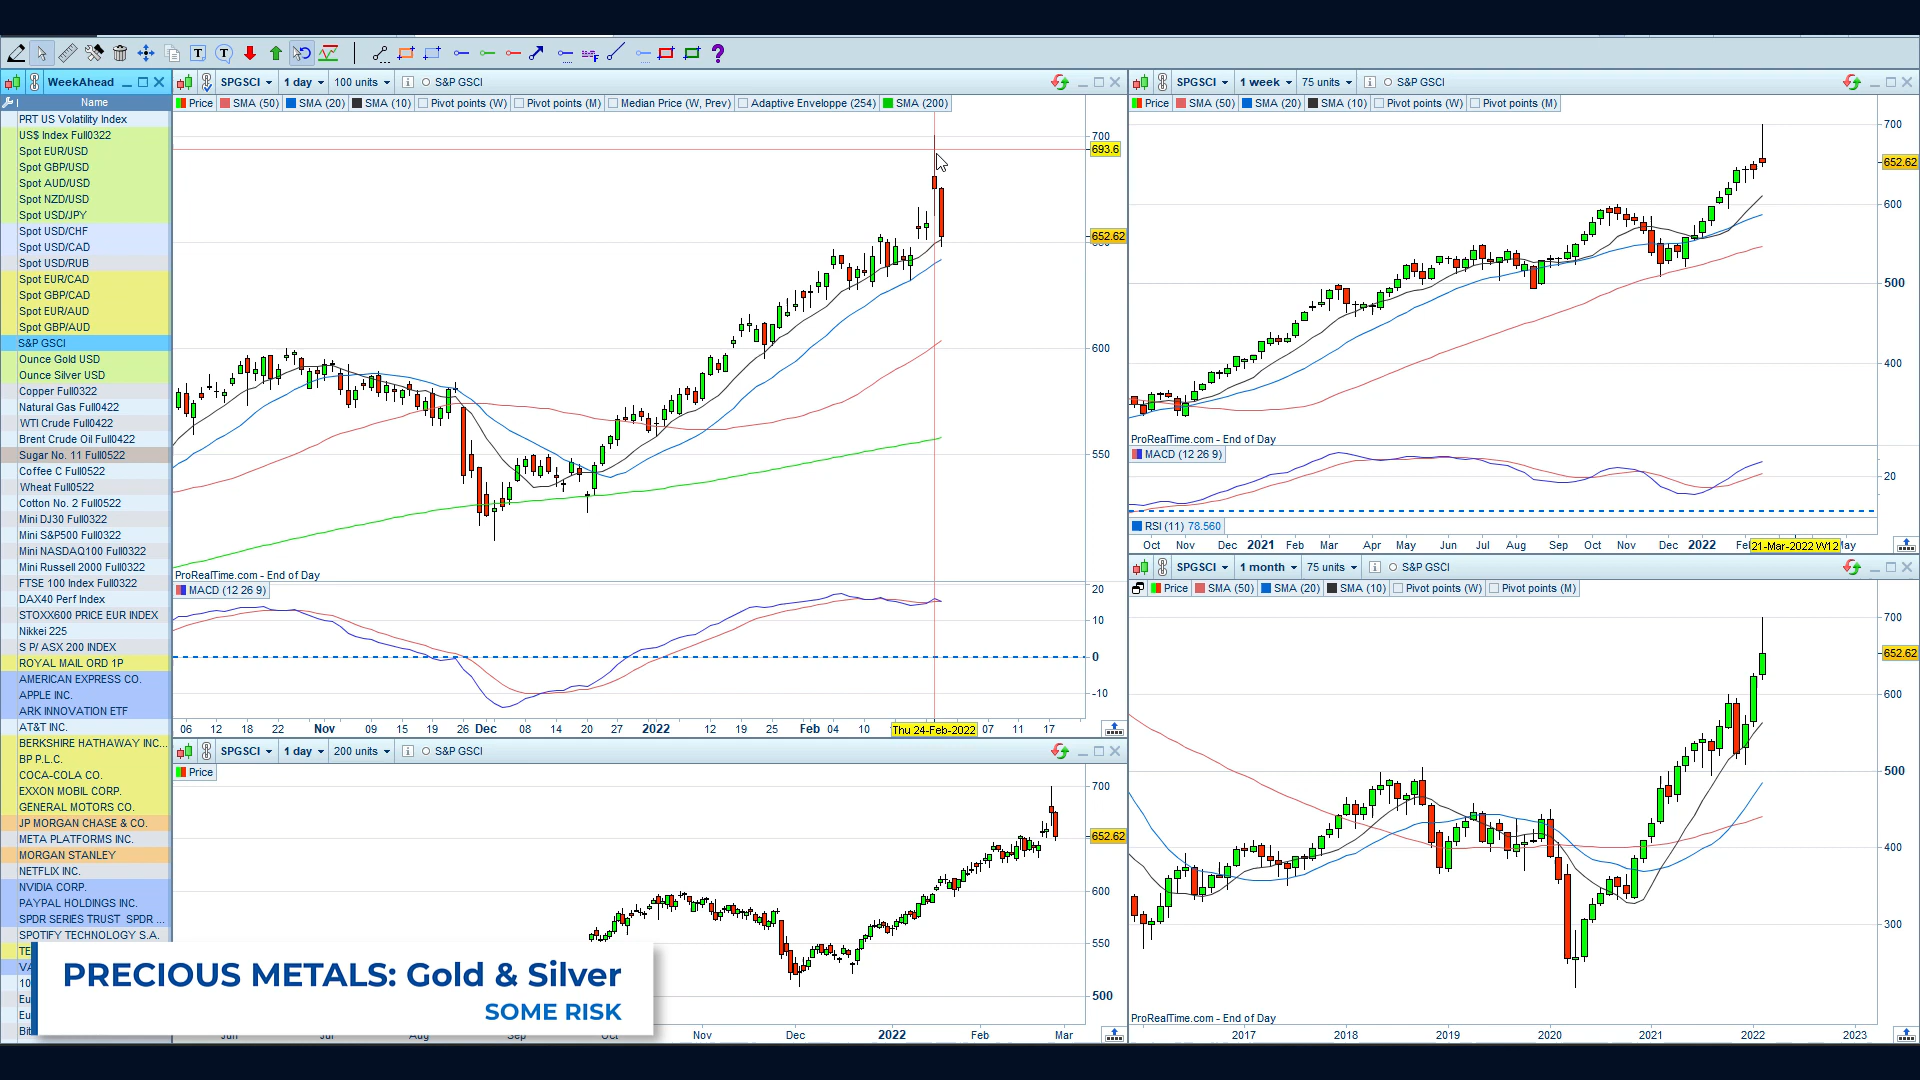 WeekAhead
Name
PRT US Volatility Index
US$ Index Full0322
Spot EUR/USD
Spot GBP/USD
Spot AUD/USD
Spot NZD/USD
Spot USD/JPY
Spot USD/CHF
Spot USD/CAD
Spot USD/RUB
Spot EUR/CAD
Spot GBP/CAD
Spot EUR/AUD
Spot GBP/AUD
S&P GSCI
Ounce Gold USD
Ounce Silver USD
Copper Full0322
Natural Gas Full0422
WTI Crude Full0422
Brent Crude Oil Full0422
Sugar No. 11 Full0522
Coffee C Full0522
Wheat Full0522
Cotton No. 2 Full0522
Mini DJ30 Full0322
Mini S&P500 Full0322
Mini NASDAQ100 Full0322
Mini Russell 2000 Full0322
FTSE 100 Index Full0322
DAX40 Perf Index
STOXX600 PRICE EUR INDEX
Nikkei 225
S P/ ASX 200 INDEX
ROYAL MAIL ORD 1P
AMERICAN EXPRESS CO.
APPLE INC.
ARK INNOVATION ETF
AT&T INC.
BERKSHIRE HATHAWAY INC...
BP P.L.C.
COCA-COLA CO.
EXXON MOBIL CORP.
GENERAL MOTORS CO.
JP MORGAN CHASE & CO.
META PLATFORMS INC.
MORGAN STANLEY
NETFLIX INC.
NVIDIA CORP.
PAYPAL HOLDINGS INC.
SPDR SERIES TRUST SPDR ...
SPOTIFY TECHNOLOGY S.A.
SPGSCI 1 day 100 units S&P GSCI
Price SMA (50) SMA (20) SMA (10) Pivot points (W) Pivot points (M) Median Price (W, Prev) Adaptive Enveloppe (254) SMA (200)
700
693.6
652.62
600
550
ProRealTime.com - End of Day
MACD (12 26 9)
20
10
0
-10
06 12 18 22 Nov 09 15 19 26 Dec 08 14 20 27 2022 12 19 25 Feb 04 10 Thu 24-Feb-2022 07 11 17
SPGSCI 1 day 200 units S&P GSCI
Price
700
652.62
600
550
500
Nov Dec 2022 Feb Mar
SPGSCI 1 week 75 units S&P GSCI
Price SMA (50) SMA (20) SMA (10) Pivot points (W) Pivot points (M)
700
652.62
600
500
400
ProRealTime.com - End of Day
MACD (12 26 9)
20
RSI (11) 78.560
Oct Nov Dec 2021 Feb Mar Apr May Jun Jul Aug Sep Oct Nov Dec 2022 21-Mar-2022 W12
SPGSCI 1 month 75 units S&P GSCI
Price SMA (50) SMA (20) SMA (10) Pivot points (W) Pivot points (M)
700
652.62
600
500
400
300
ProRealTime.com - End of Day
2017 2018 2019 2020 2021 2022 2023
PRECIOUS METALS: Gold & Silver
SOME RISK